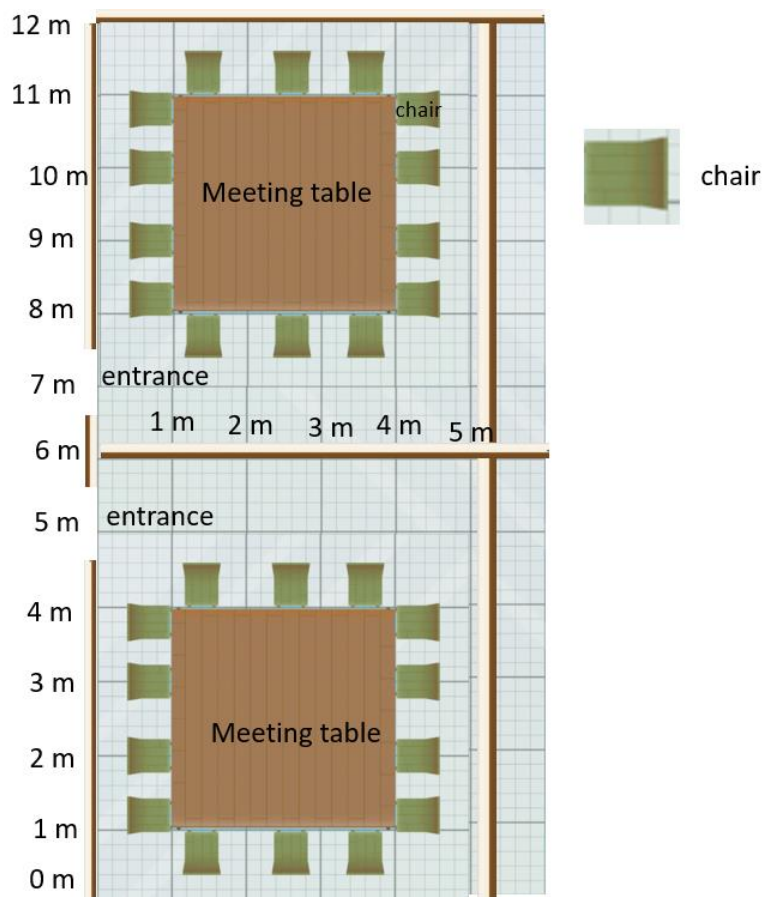 12 m
11 m
chair
10 m
Meeting table
chair
9 m
8 m
entrance
7 m
1 m
2 m
3 m
4 m
5 m
6 m
entrance
5 m
4 m
3 m
Meeting table
2 m
1 m
0 m